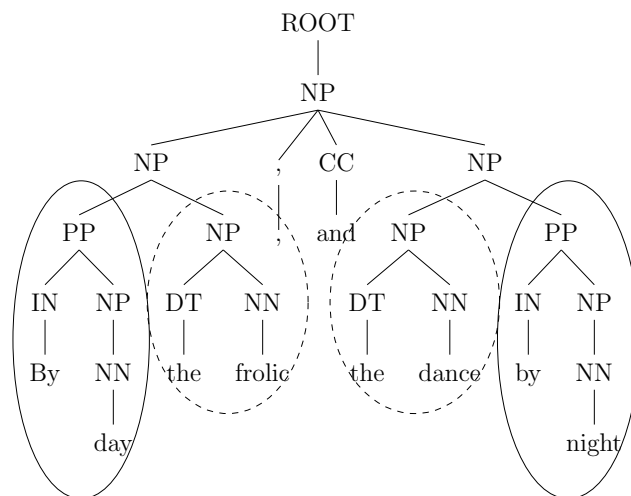 ROOT
NP
NP , CC NP
PP NP , and NP PP
IN NP DT NN DT NN IN NP
By NN the frolic the dance by NN
day night